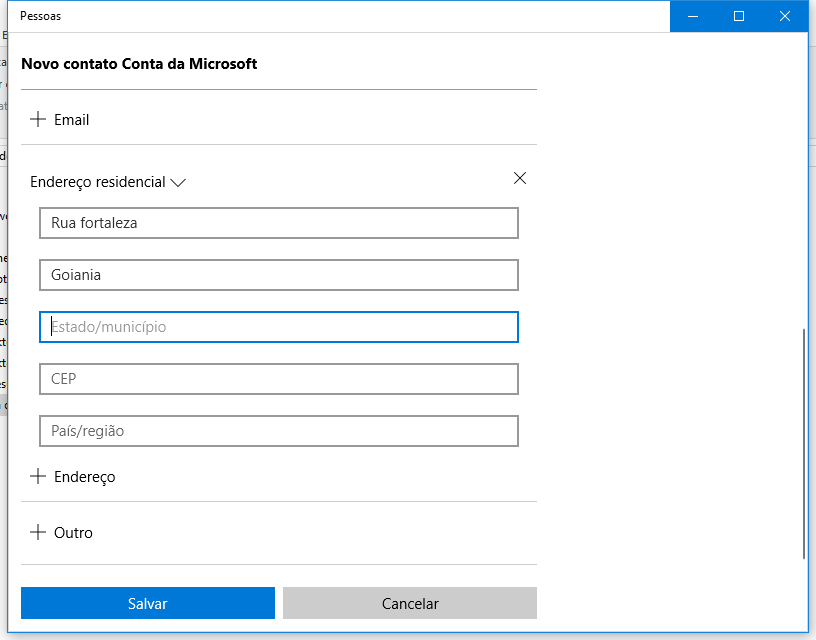 Pessoas
Novo contato Conta da Microsoft
Email
Endereço residencial
Rua fortaleza
Goiania
Estado/município
CEP
País/região
Endereço
Outro
Salvar
Cancelar